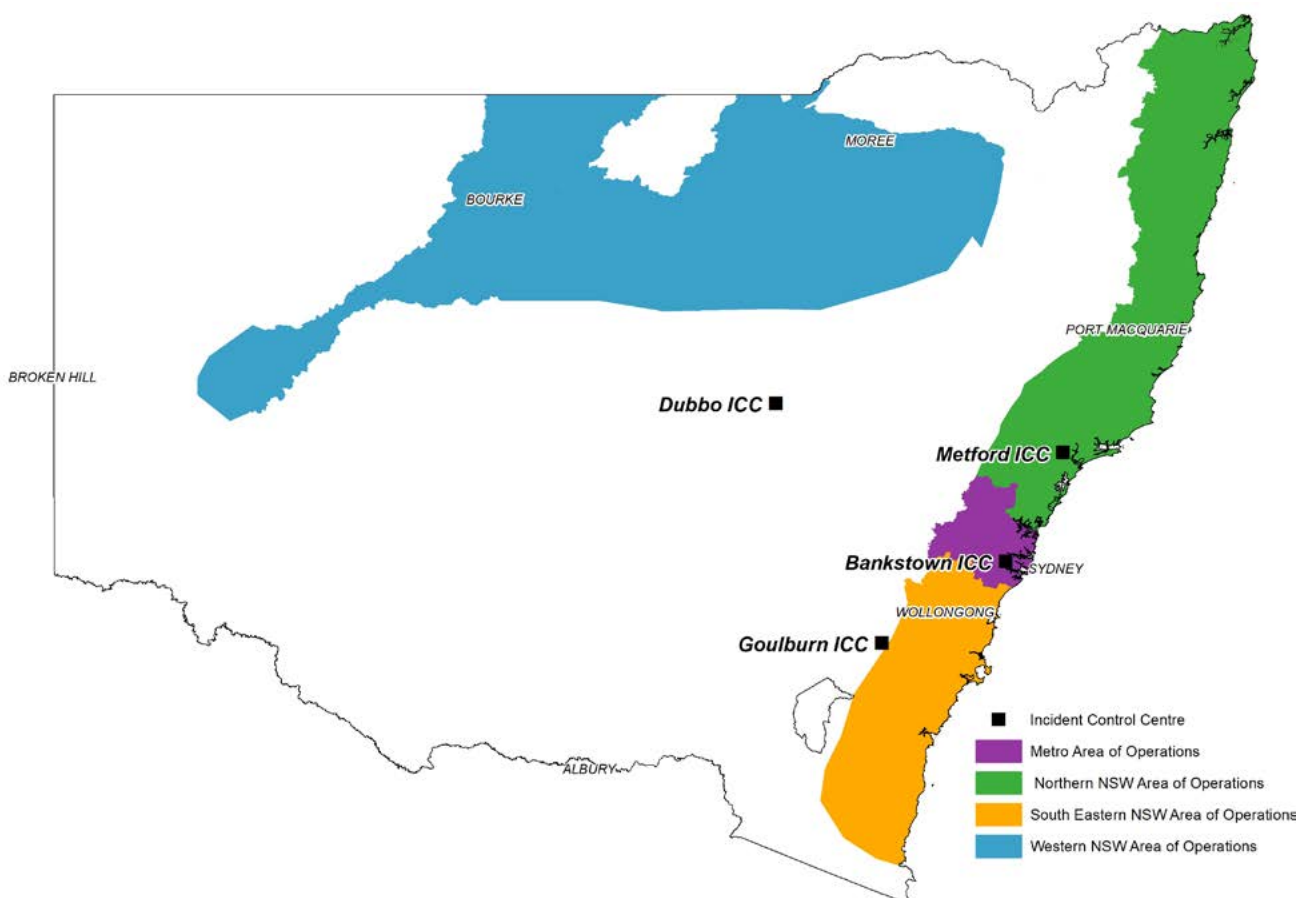 MOREE
BOURKE
PORT MACQUARIE
BROKEN HILL
Dubbo ICC
Metford ICC
Bankstown ICC
SYDNEY
WOLLONGONG
Goulburn ICC
ALBURY
Incident Control Centre
Metro Area of Operations
Northern NSW Area of Operations
South Eastern NSW Area of Operations
Western NSW Area of Operations